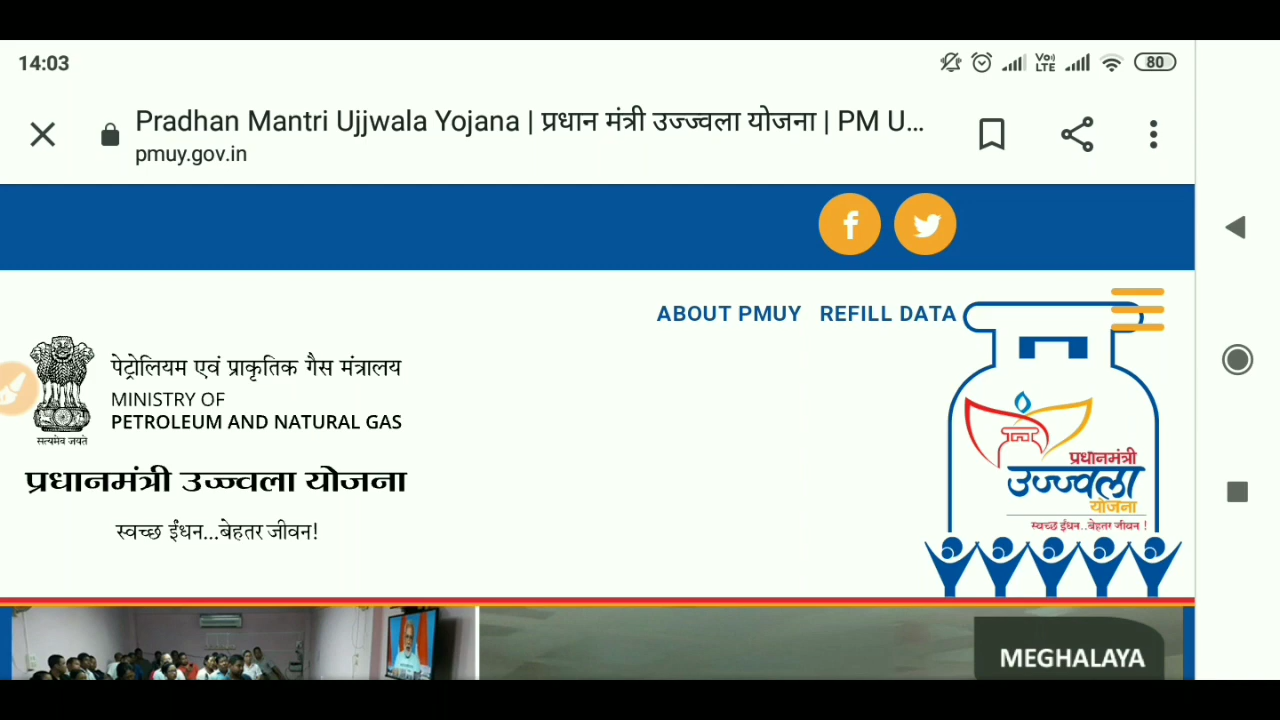 14:03
Vo) LTE
80
Pradhan Mantri Ujjwala Yojana | प्रधान मंत्री उज्ज्वला योजना | PM U...
pmuy.gov.in
ABOUT PMUY REFILL DATA
पेट्रोलियम एवं प्राकृतिक गैस मंत्रालय
MINISTRY OF
PETROLEUM AND NATURAL GAS
सत्यमेव जयते
प्रधानमंत्री उज्ज्वला योजना
स्वच्छ ईंधन...बेहतर जीवन!
प्रधानमंत्री
उज्ज्वला
योजना
स्वच्छ ईंधन..बेहतर जीवन !
MEGHALAYA